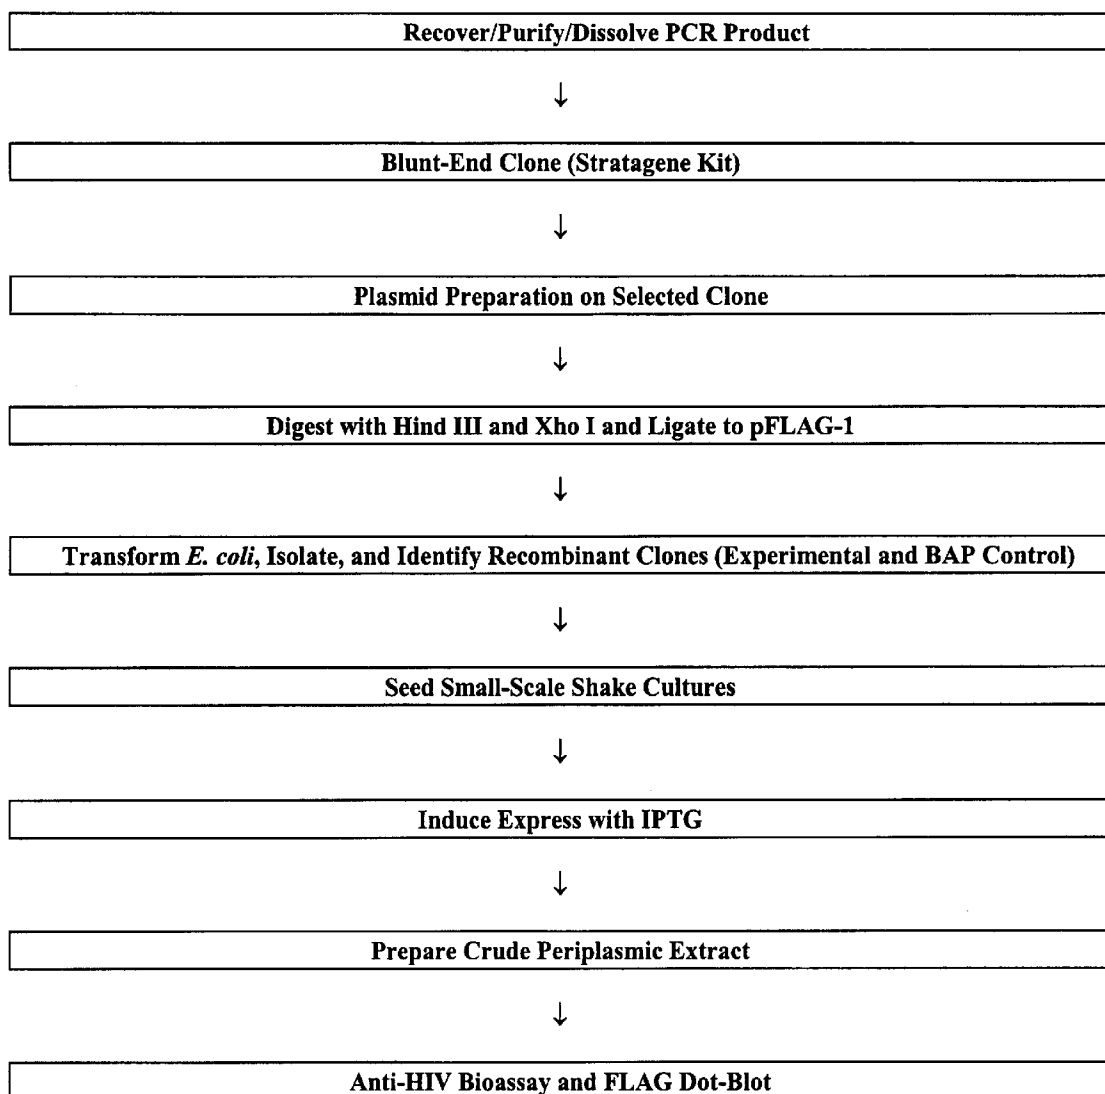 Recover/Purify/Dissolve PCR Product
↓
Blunt-End Clone (Stratagene Kit)
↓
Plasmid Preparation on Selected Clone
↓
Digest with Hind III and Xho I and Ligate to pFLAG-1
↓
Transform E. coli, Isolate, and Identify Recombinant Clones (Experimental and BAP Control)
↓
Seed Small-Scale Shake Cultures
↓
Induce Express with IPTG
↓
Prepare Crude Periplasmic Extract
↓
Anti-HIV Bioassay and FLAG Dot-Blot